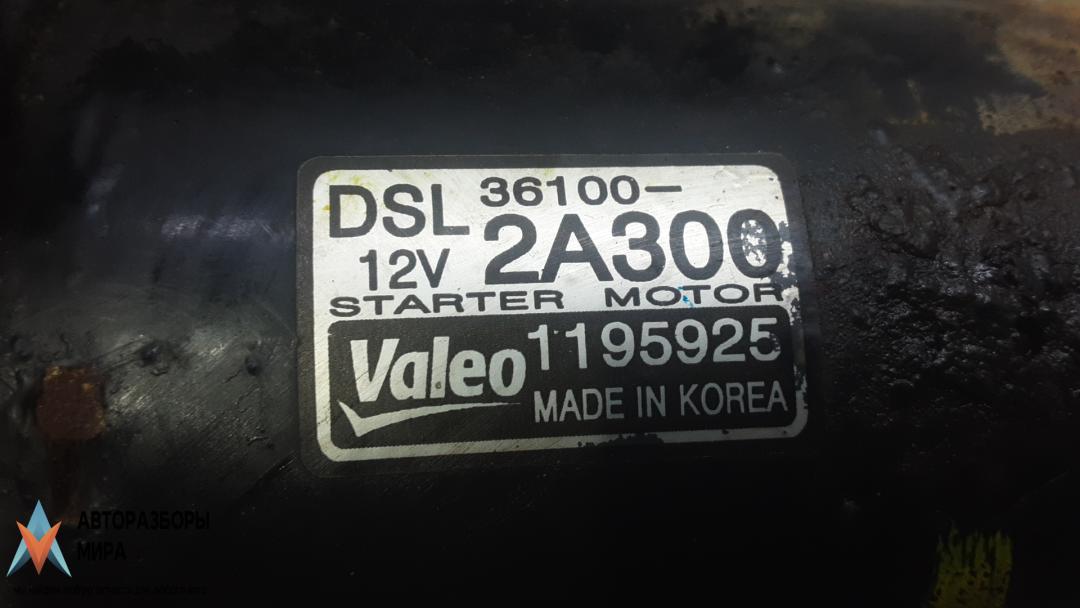 DSL 36100-
12V 2A300
STARTER MOTOR
Valeo 1195925
MADE IN KOREA
АВТОРАЗБОРЫ
МИРА